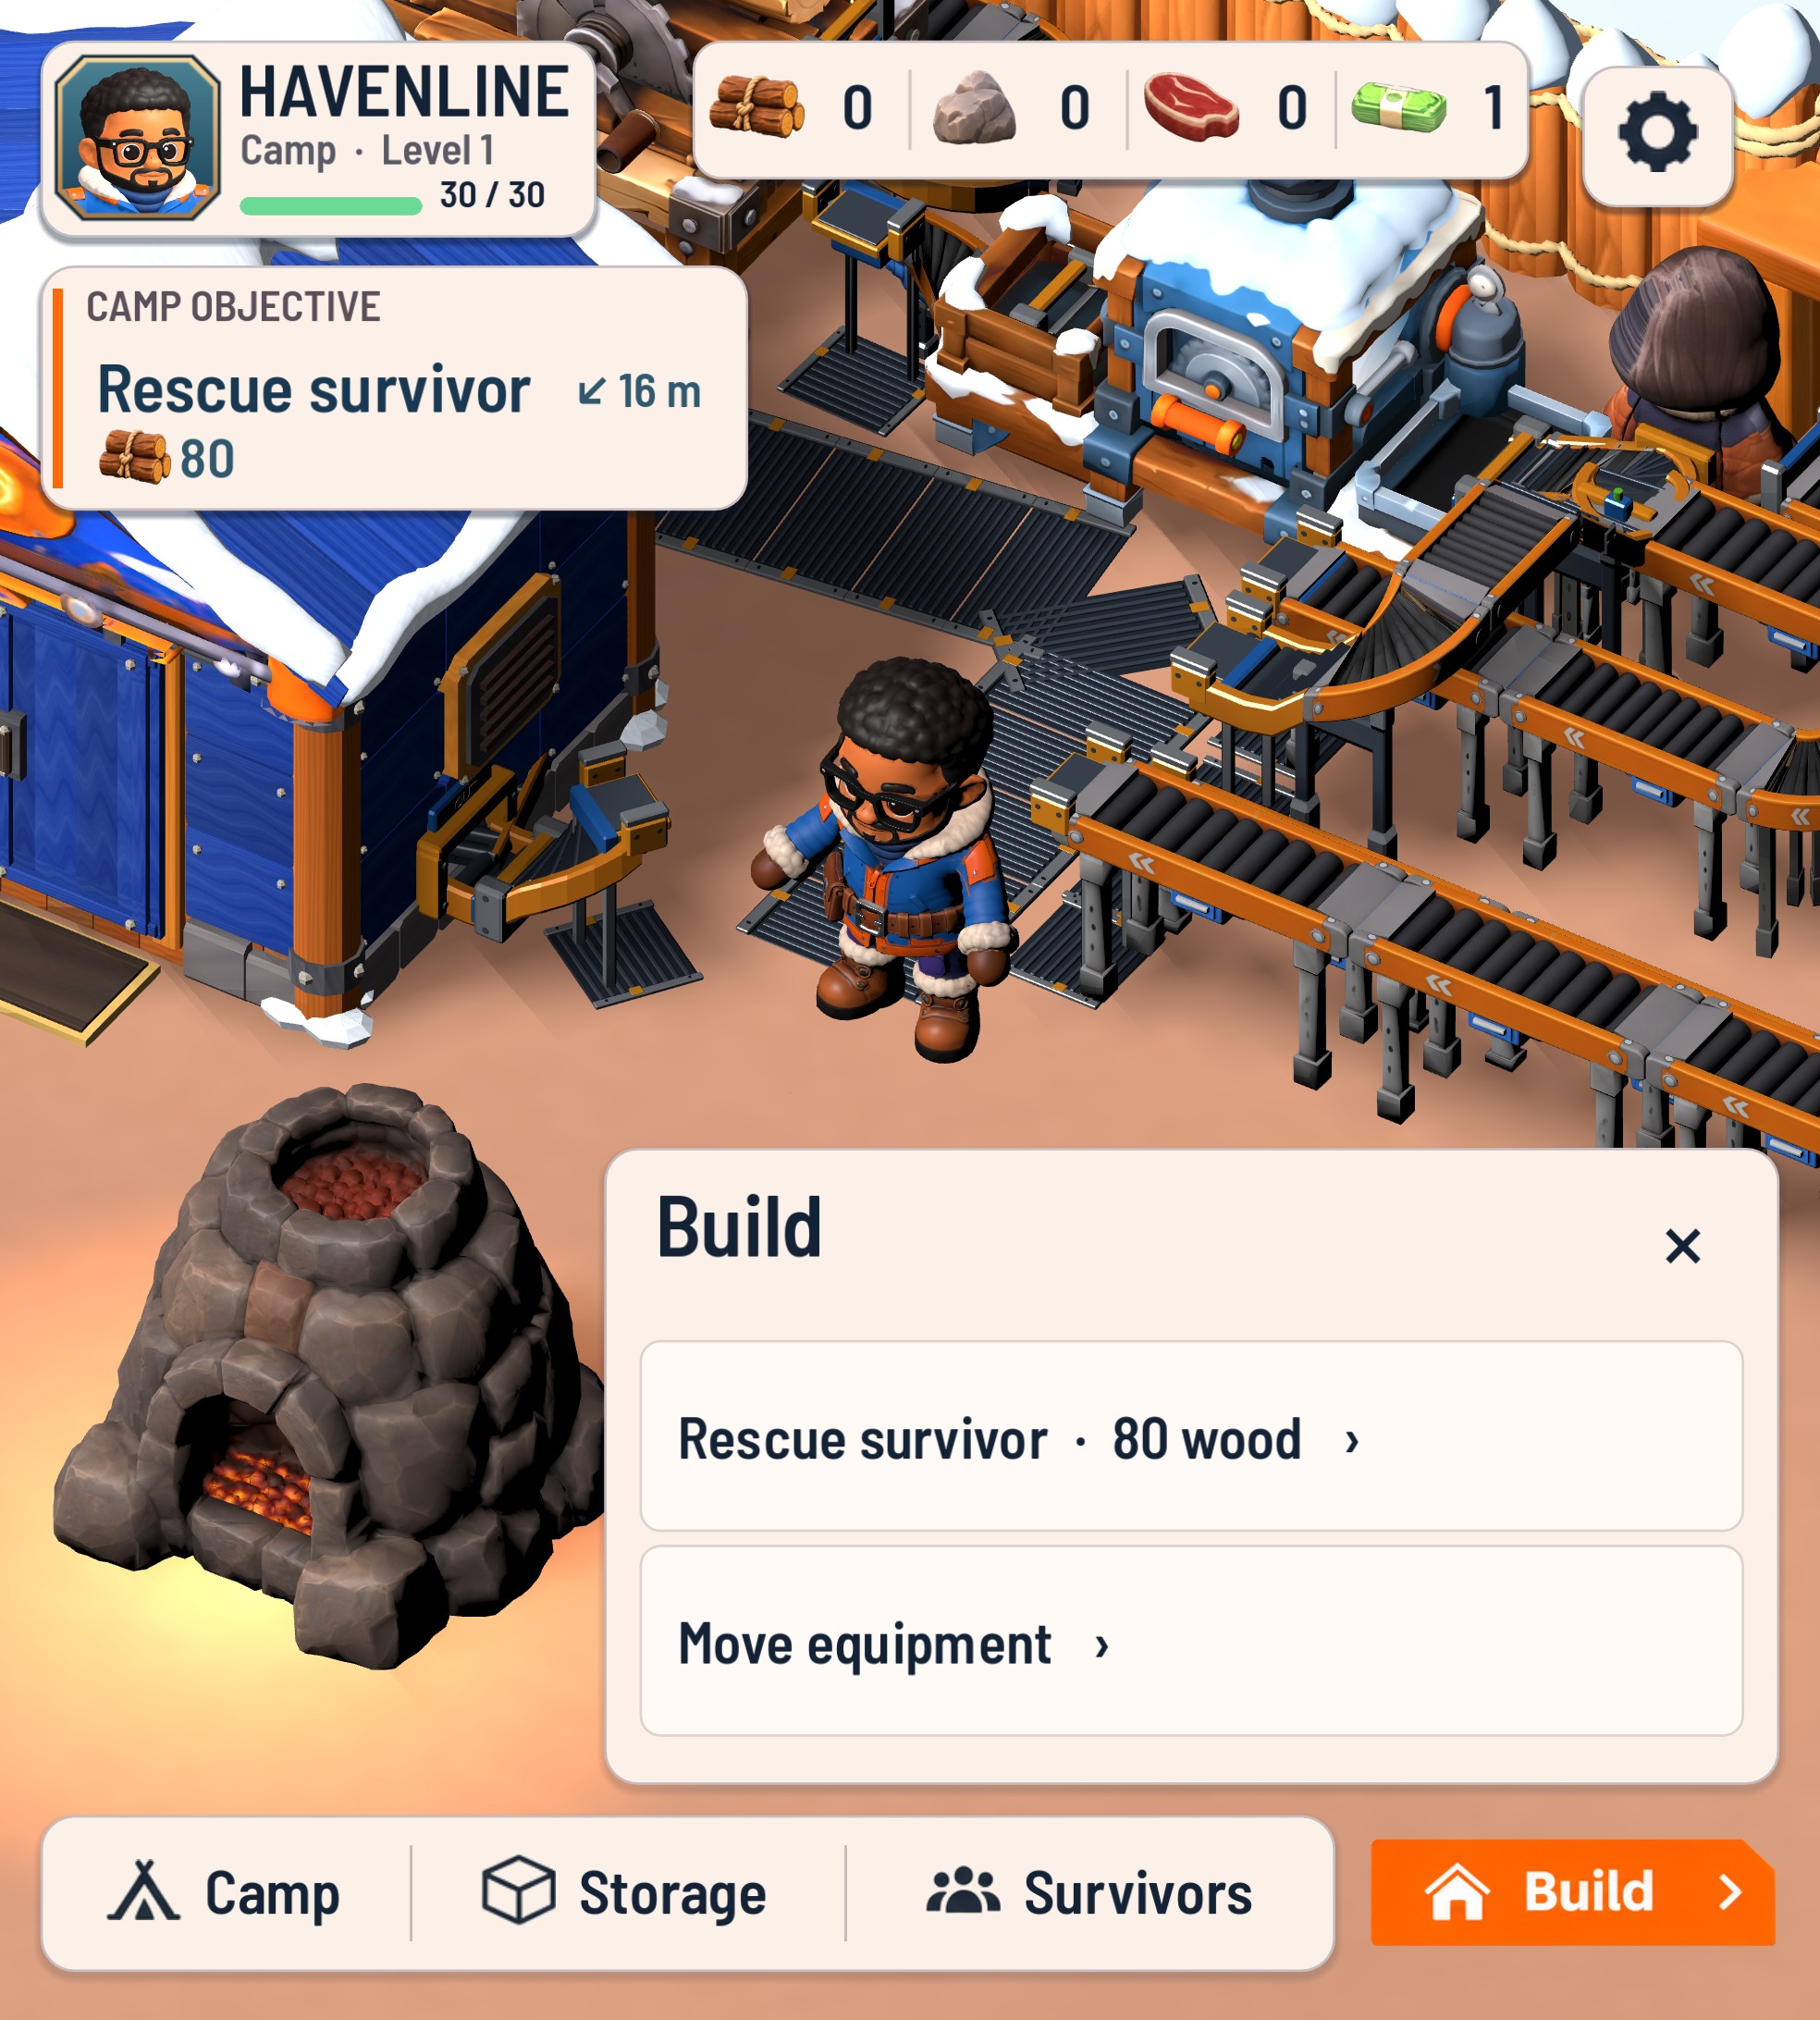 HAVENLINE
Camp · Level 1
30 / 30
0 0 0 1
CAMP OBJECTIVE
Rescue survivor ↙ 16 m
80
Build ×
Rescue survivor · 80 wood ›
Move equipment ›
Camp Storage Survivors Build ›